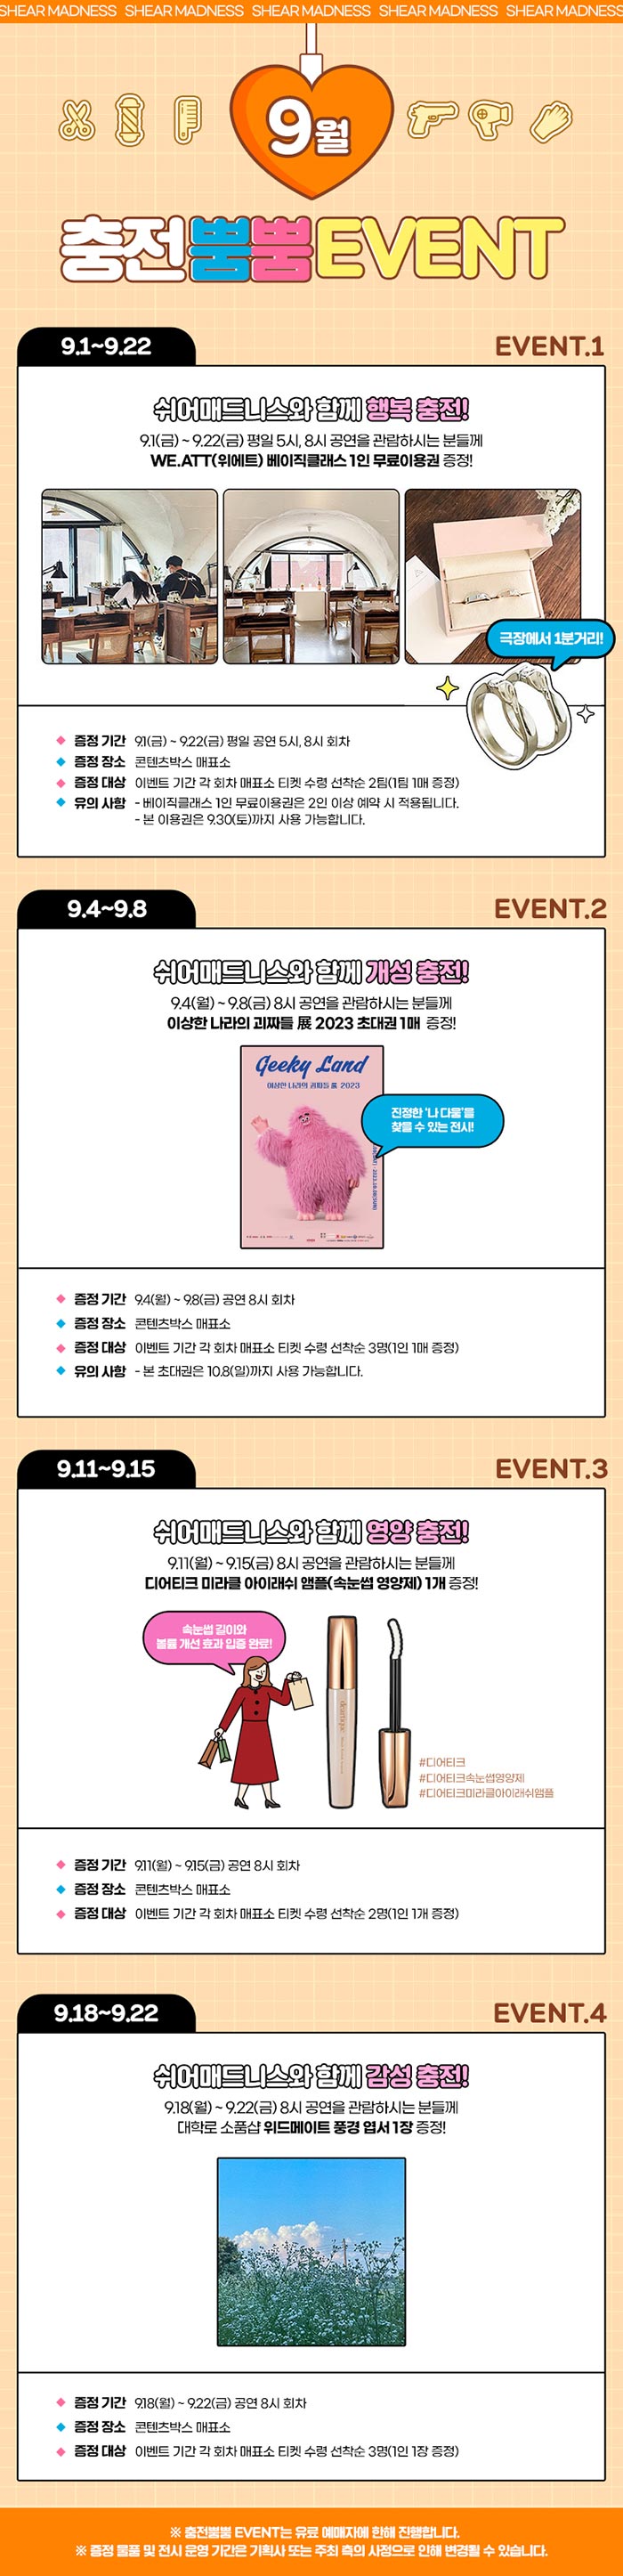 SHEAR MADNESS SHEAR MADNESS SHEAR MADNESS SHEAR MADNESS SHEAR MADNESS
9월
충전뿜뿜EVENT
9.1~9.22
EVENT.1
쉬어매드니스와 함께 행복 충전!
9.1(금) ~ 9.22(금) 평일 5시, 8시 공연을 관람하시는 분들께
WE.ATT(위에트) 베이직클래스 1인 무료이용권 증정!
극장에서 1분거리!
증정 기간 9.1(금) ~ 9.22(금) 평일 공연 5시, 8시 회차
증정 장소 콘텐츠박스 매표소
증정 대상 이벤트 기간 각 회차 매표소 티켓 수령 선착순 2팀(1팀 1매 증정)
유의 사항 - 베이직클래스 1인 무료이용권은 2인 이상 예약 시 적용됩니다.
- 본 이용권은 9.30(토)까지 사용 가능합니다.
9.4~9.8
EVENT.2
쉬어매드니스와 함께 개성 충전!
9.4(월) ~ 9.8(금) 8시 공연을 관람하시는 분들께
이상한 나라의 괴짜들 展 2023 초대권 1매 증정!
Geeky Land
이상한 나라의 괴짜들 展 2023
진정한 '나 다움'을
찾을 수 있는 전시!
증정 기간 9.4(월) ~ 9.8(금) 공연 8시 회차
증정 장소 콘텐츠박스 매표소
증정 대상 이벤트 기간 각 회차 매표소 티켓 수령 선착순 3명(1인 1매 증정)
유의 사항 - 본 초대권은 10.8(일)까지 사용 가능합니다.
9.11~9.15
EVENT.3
쉬어매드니스와 함께 영양 충전!
9.11(월) ~ 9.15(금) 8시 공연을 관람하시는 분들께
디어티크 미라클 아이래쉬 앰플(속눈썹 영양제) 1개 증정!
속눈썹 길이와
볼륨 개선 효과 입증 완료!
#디어티크
#디어티크속눈썹영양제
#디어티크미라클아이래쉬앰플
증정 기간 9.11(월) ~ 9.15(금) 공연 8시 회차
증정 장소 콘텐츠박스 매표소
증정 대상 이벤트 기간 각 회차 매표소 티켓 수령 선착순 2명(1인 1개 증정)
9.18~9.22
EVENT.4
쉬어매드니스와 함께 감성 충전!
9.18(월) ~ 9.22(금) 8시 공연을 관람하시는 분들께
대학로 소품샵 위드메이트 풍경 엽서 1장 증정!
증정 기간 9.18(월) ~ 9.22(금) 공연 8시 회차
증정 장소 콘텐츠박스 매표소
증정 대상 이벤트 기간 각 회차 매표소 티켓 수령 선착순 3명(1인 1장 증정)
※ 충전뿜뿜 EVENT는 유료 예매자에 한해 진행합니다.
※ 증정 물품 및 전시 운영 기간은 기획사 또는 주최 측의 사정으로 인해 변경될 수 있습니다.